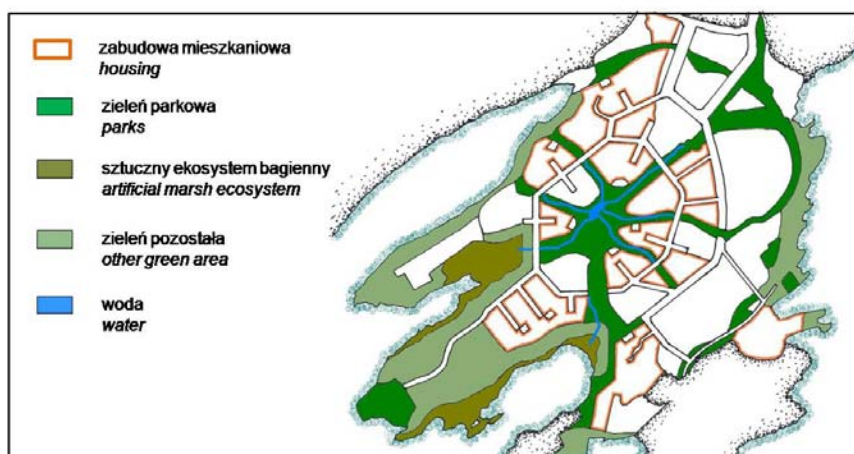 zabudowa mieszkaniowa
housing
zieleń parkowa
parks
sztuczny ekosystem bagienny
artificial marsh ecosystem
zieleń pozostała
other green area
woda
water